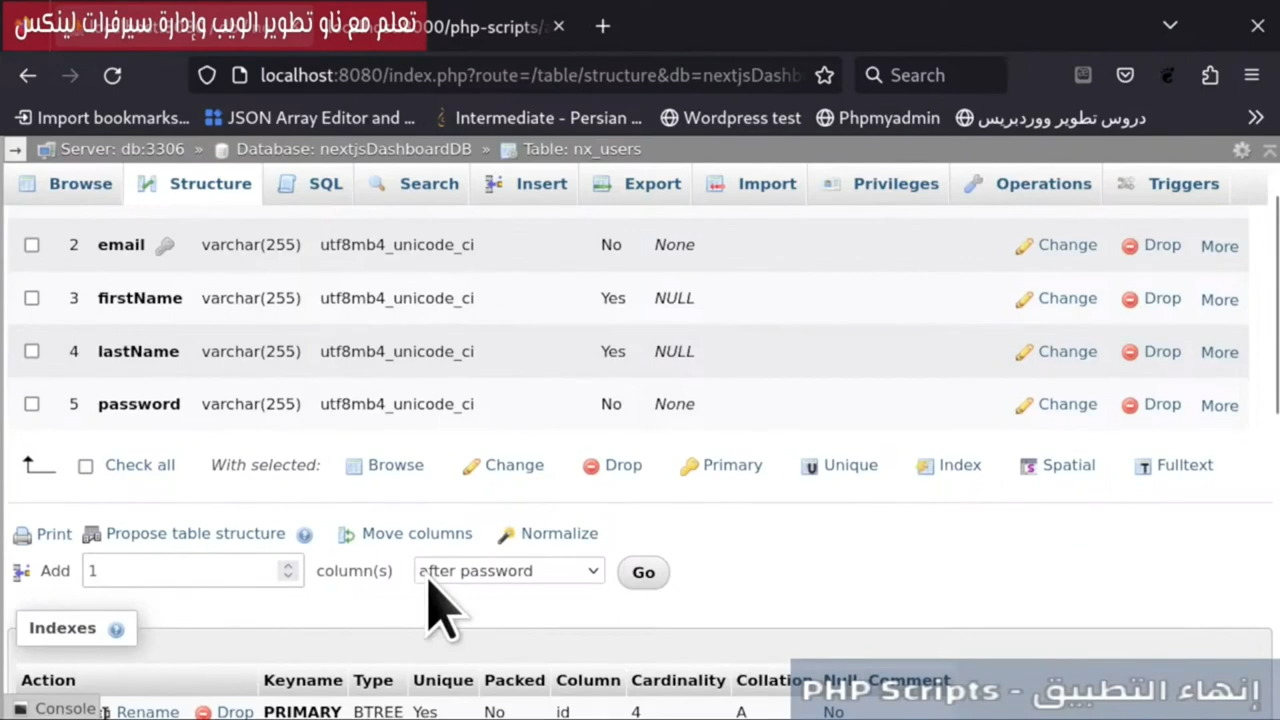 تعلم مع ناو تطوير الويب وإدارة سيرفرات لينكس
000/php-scripts/
localhost:8080/index.php?route=/table/structure&db=nextjsDashb
Search
Import bookmarks...
JSON Array Editor and ...
Intermediate - Persian ...
Wordpress test
Phpmyadmin
دروس تطوير ووردبريس
Server: db:3306 » Database: nextjsDashboardDB » Table: nx_users
Browse Structure SQL Search Insert Export Import Privileges Operations Triggers
2 email varchar(255) utf8mb4_unicode_ci No None Change Drop More
3 firstName varchar(255) utf8mb4_unicode_ci Yes NULL Change Drop More
4 lastName varchar(255) utf8mb4_unicode_ci Yes NULL Change Drop More
5 password varchar(255) utf8mb4_unicode_ci No None Change Drop More
Check all With selected: Browse Change Drop Primary Unique Index Spatial Fulltext
Print Propose table structure Move columns Normalize
Add 1 column(s) after password Go
Indexes
Action Keyname Type Unique Packed Column Cardinality Collation Null Comment
Console Rename Drop PRIMARY BTREE Yes No id 4 A No
إنهاء التطبيق - PHP Scripts